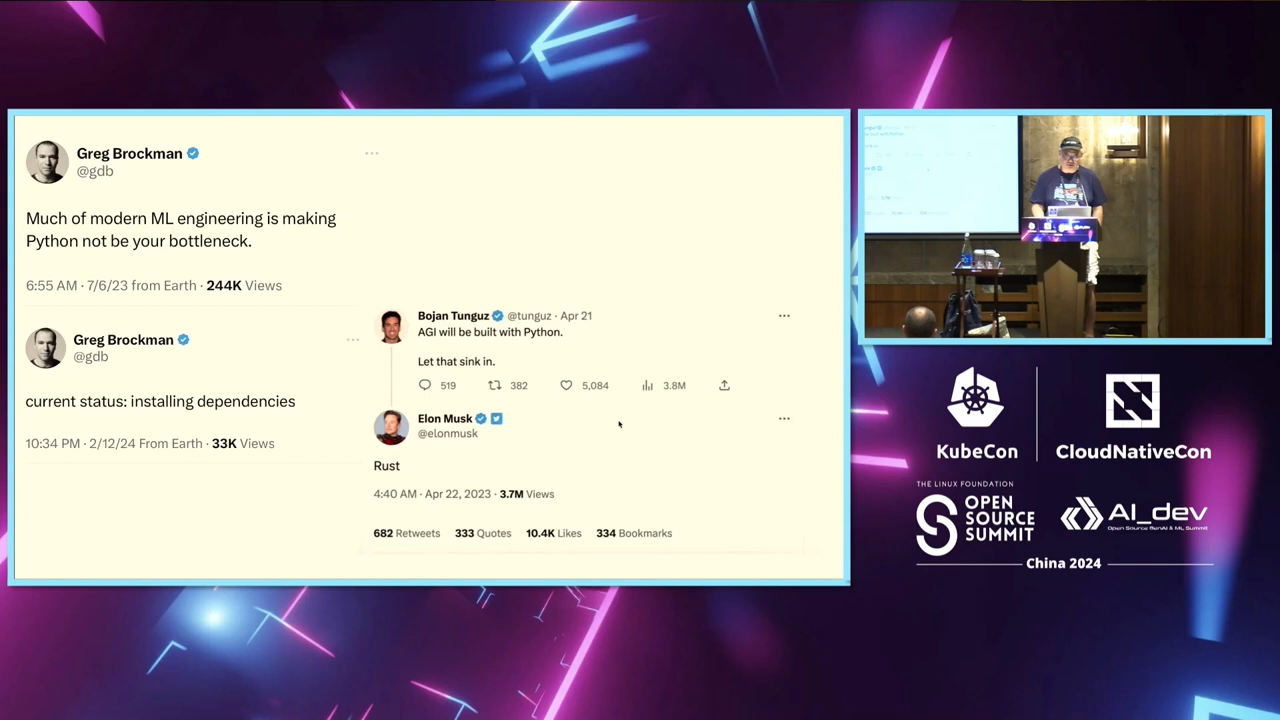 Greg Brockman
@gdb
Much of modern ML engineering is making
Python not be your bottleneck.
6:55 AM · 7/6/23 from Earth · 244K Views
Greg Brockman
@gdb
current status: installing dependencies
10:34 PM · 2/12/24 From Earth · 33K Views
Bojan Tunguz @tunguz · Apr 21
AGI will be built with Python.
Let that sink in.
519 382 5,084 3.8M
Elon Musk
@elonmusk
Rust
4:40 AM · Apr 22, 2023 · 3.7M Views
682 Retweets 333 Quotes 10.4K Likes 334 Bookmarks
KubeCon CloudNativeCon
THE LINUX FOUNDATION
OPEN
SOURCE
SUMMIT
AI_dev
Open Source GenAI & ML Summit
China 2024